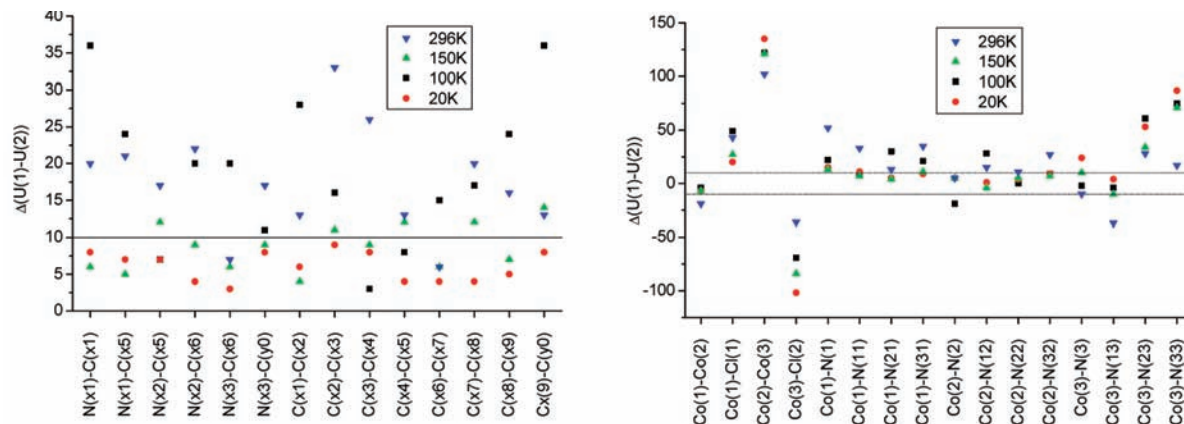 40
35
30
25
20
15
10
5
0
Δ(U(1)-U(2))
296K
150K
100K
20K
N(x1)-C(x1)
N(x1)-C(x5)
N(x2)-C(x5)
N(x2)-C(x6)
N(x3)-C(x6)
N(x3)-C(y0)
C(x1)-C(x2)
C(x2)-C(x3)
C(x3)-C(x4)
C(x4)-C(x5)
C(x6)-C(x7)
C(x7)-C(x8)
C(x8)-C(x9)
Cx(9)-C(y0)
150
100
50
0
-50
-100
Δ(U(1)-U(2))
296K
150K
100K
20K
Co(1)-Co(2)
Co(1)-Cl(1)
Co(2)-Co(3)
Co(3)-Cl(2)
Co(1)-N(1)
Co(1)-N(11)
Co(1)-N(21)
Co(1)-N(31)
Co(2)-N(2)
Co(2)-N(12)
Co(2)-N(22)
Co(2)-N(32)
Co(3)-N(3)
Co(3)-N(13)
Co(3)-N(23)
Co(3)-N(33)